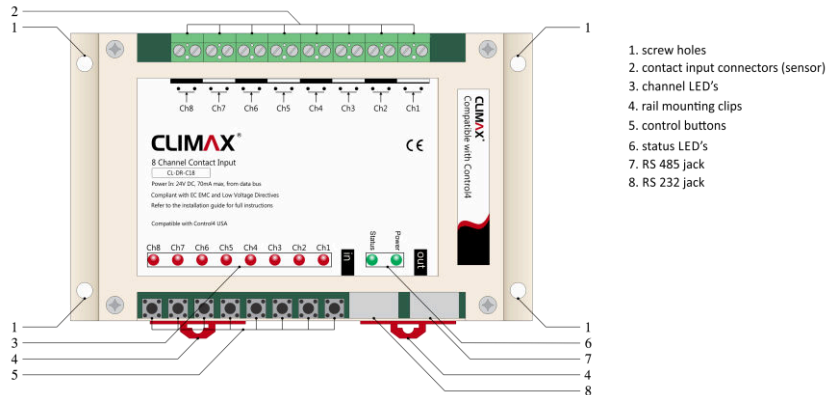 2
1
1
1. screw holes
2. contact input connectors (sensor)
3. channel LED's
4. rail mounting clips
5. control buttons
6. status LED's
7. RS 485 jack
8. RS 232 jack
Ch8 Ch7 Ch6 Ch5 Ch4 Ch3 Ch2 Ch1
CLIMAX®
8 Channel Contact Input
CL-DR-C18
Power In: 24V DC, 70mA max, from data bus
Compliant with EC EMC and Low Voltage Directives
Refer to the installation guide for full instructions
Compatible with Control4 USA
CE
CLIMAX®
Compatible with Control4
Ch8 Ch7 Ch6 Ch5 Ch4 Ch3 Ch2 Ch1
in
Status
Power
out
1
3
4
5
1
6
7
4
8